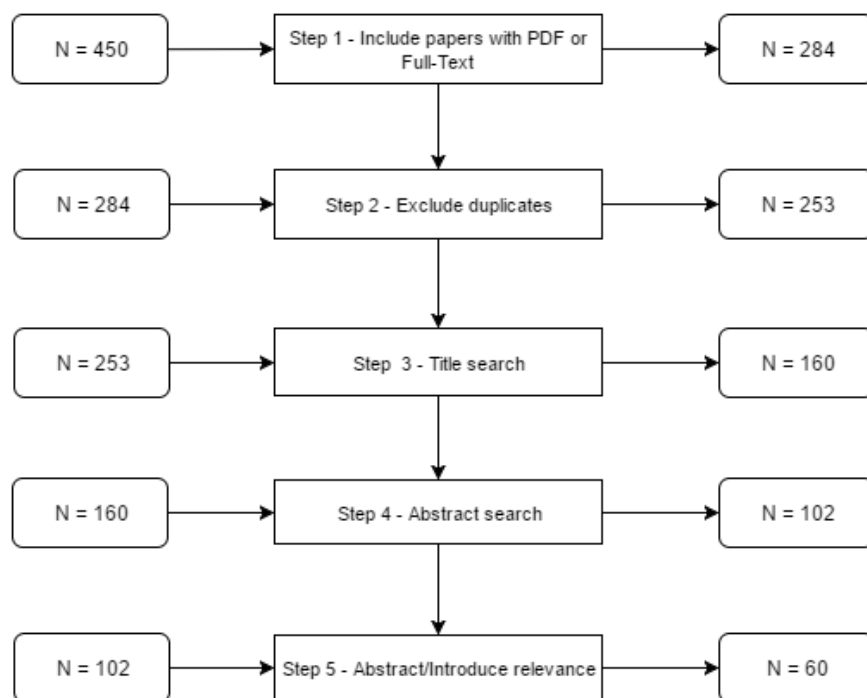 N = 450
Step 1 - Include papers with PDF or
Full-Text
N = 284
N = 284
Step 2 - Exclude duplicates
N = 253
N = 253
Step 3 - Title search
N = 160
N = 160
Step 4 - Abstract search
N = 102
N = 102
Step 5 - Abstract/Introduce relevance
N = 60